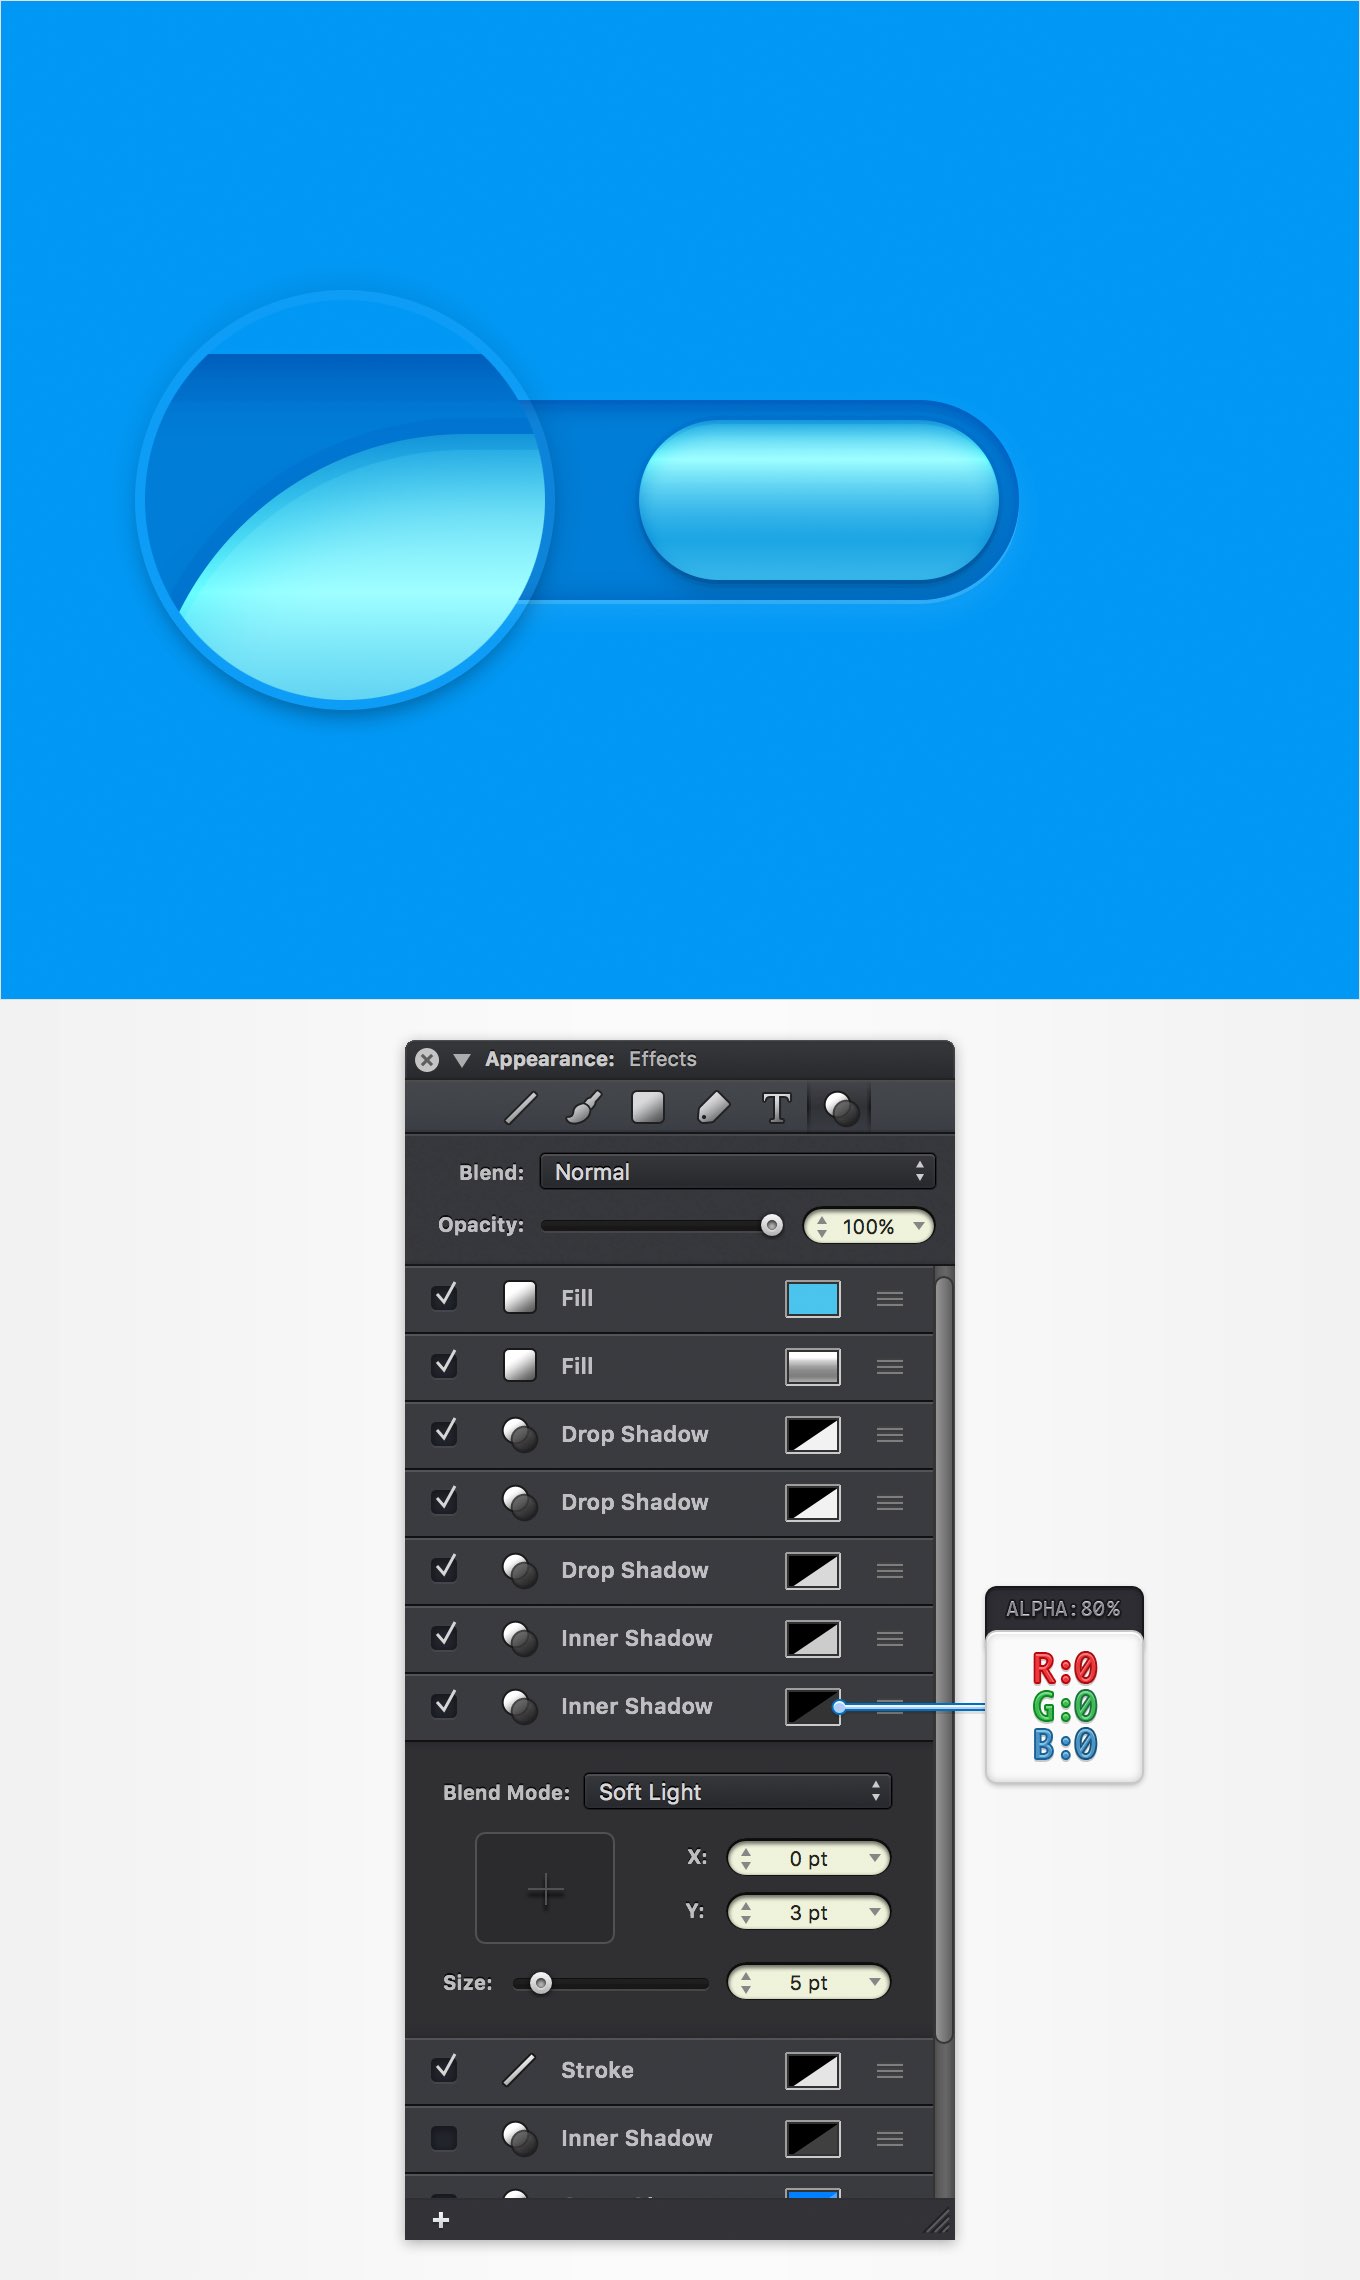 Appearance: Effects
T
Blend: Normal
Opacity: 100%
Fill
Fill
Drop Shadow
Drop Shadow
Drop Shadow
Inner Shadow
Inner Shadow
ALPHA:80%
R:0
G:0
B:0
Blend Mode: Soft Light
X: 0 pt
Y: 3 pt
Size: 5 pt
Stroke
Inner Shadow